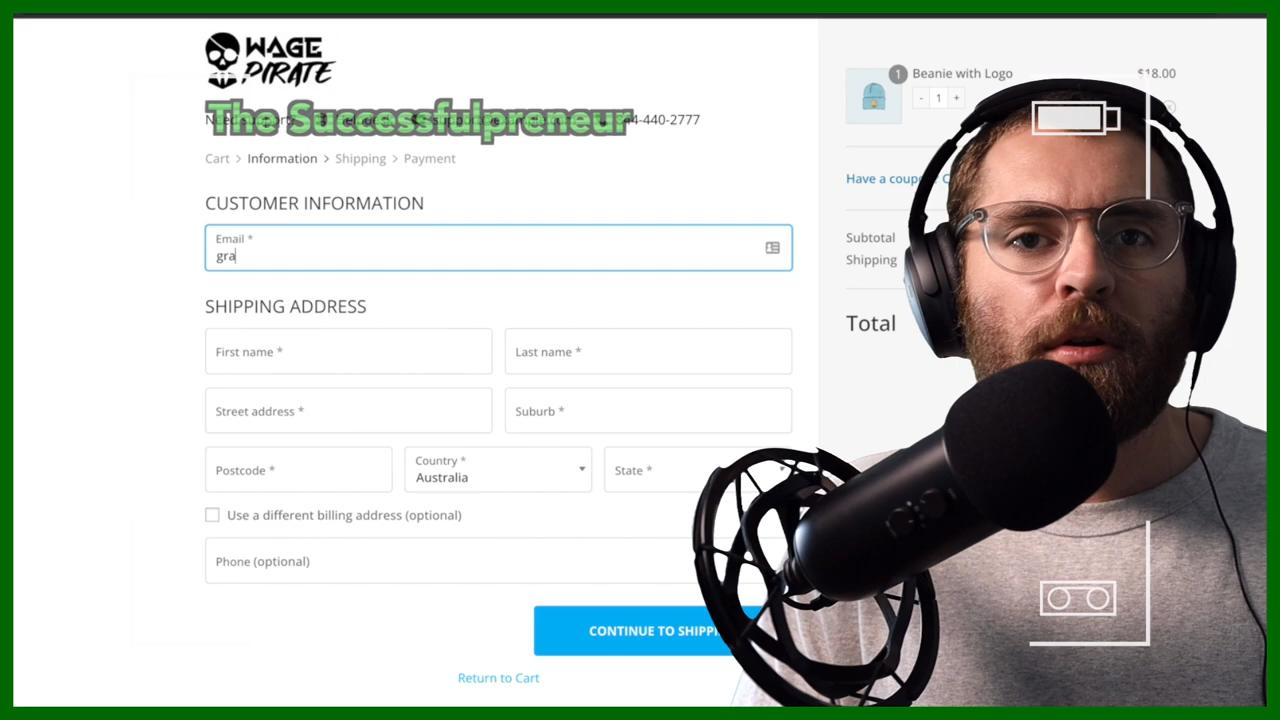 WAGE
PIRATE
The Successfulpreneur
44-440-2777
Cart > Information > Shipping > Payment
CUSTOMER INFORMATION
Email *
gra
SHIPPING ADDRESS
First name *
Last name *
Street address *
Suburb *
Postcode *
Country *
Australia
State *
Use a different billing address (optional)
Phone (optional)
CONTINUE TO SHIPPI
Return to Cart
1
Beanie with Logo
$18.00
- 1 +
Have a coupon? C
Subtotal
Shipping
Total